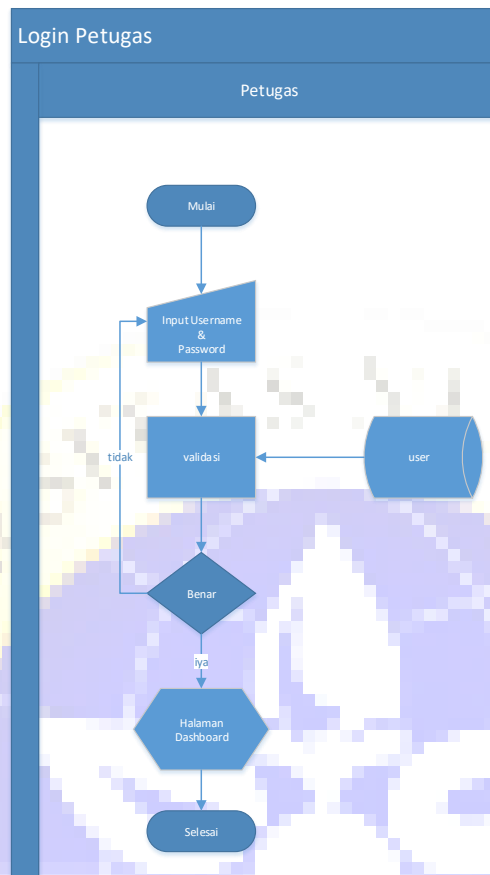 Login Petugas
Petugas
Mulai
Input Username
&
Password
tidak
validasi
user
Benar
iya
Halaman
Dashboard
Selesai